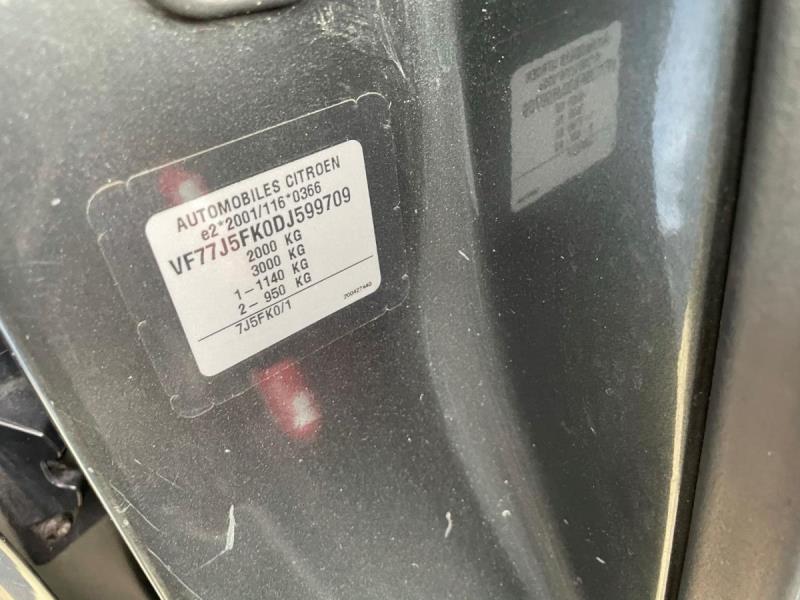 AUTOMOBILES CITROEN
e2*2001/116*0366
VF77J5FK0DJ599709
2000 KG
3000 KG
1-1140 KG
2- 950 KG
7J5FK0/1
200427440